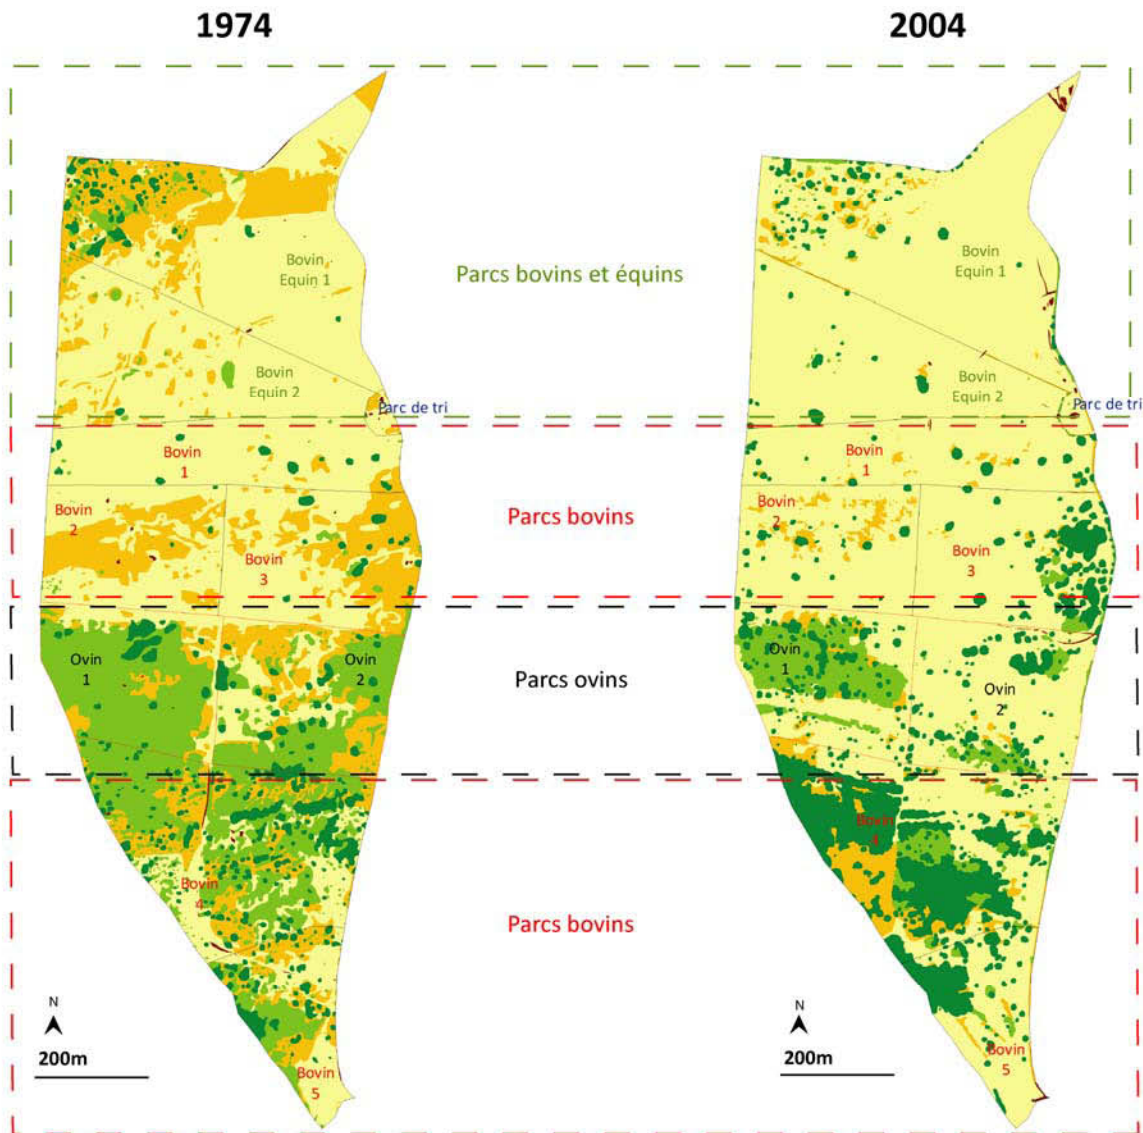 1974
2004
Bovin
Equin 1
Bovin
Equin 2
Parc de tri
Bovin
1
Bovin
2
Bovin
3
Ovin
1
Ovin
2
Bovin
4
Bovin
5
N
200m
Parcs bovins et équins
Parcs bovins
Parcs ovins
Parcs bovins
Bovin
Equin 1
Bovin
Equin 2
Parc de tri
Bovin
1
Bovin
2
Bovin
3
Ovin
1
Ovin
2
Bovin
4
Bovin
5
N
200m